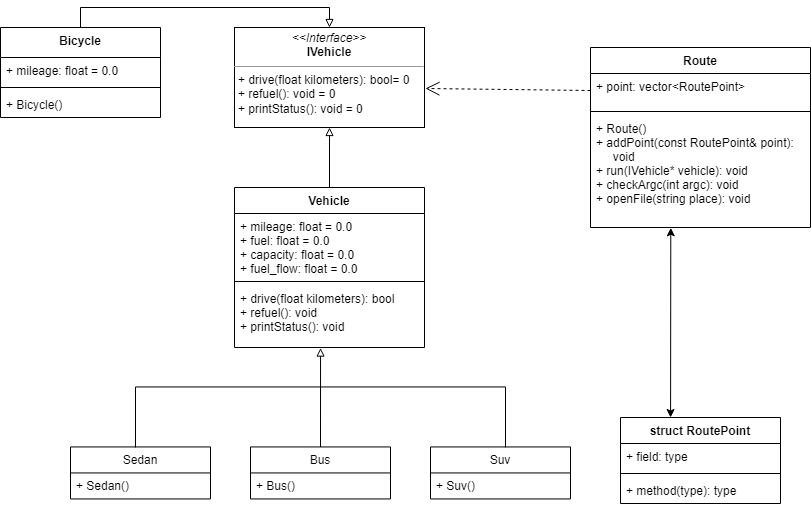 Bicycle
+ mileage: float = 0.0
+ Bicycle()
<<Interface>>
IVehicle
+ drive(float kilometers): bool= 0
+ refuel(): void = 0
+ printStatus(): void = 0
Route
+ point: vector<RoutePoint>
+ Route()
+ addPoint(const RoutePoint& point):
void
+ run(IVehicle* vehicle): void
+ checkArgc(int argc): void
+ openFile(string place): void
Vehicle
+ mileage: float = 0.0
+ fuel: float = 0.0
+ capacity: float = 0.0
+ fuel_flow: float = 0.0
+ drive(float kilometers): bool
+ refuel(): void
+ printStatus(): void
Sedan
+ Sedan()
Bus
+ Bus()
Suv
+ Suv()
struct RoutePoint
+ field: type
+ method(type): type